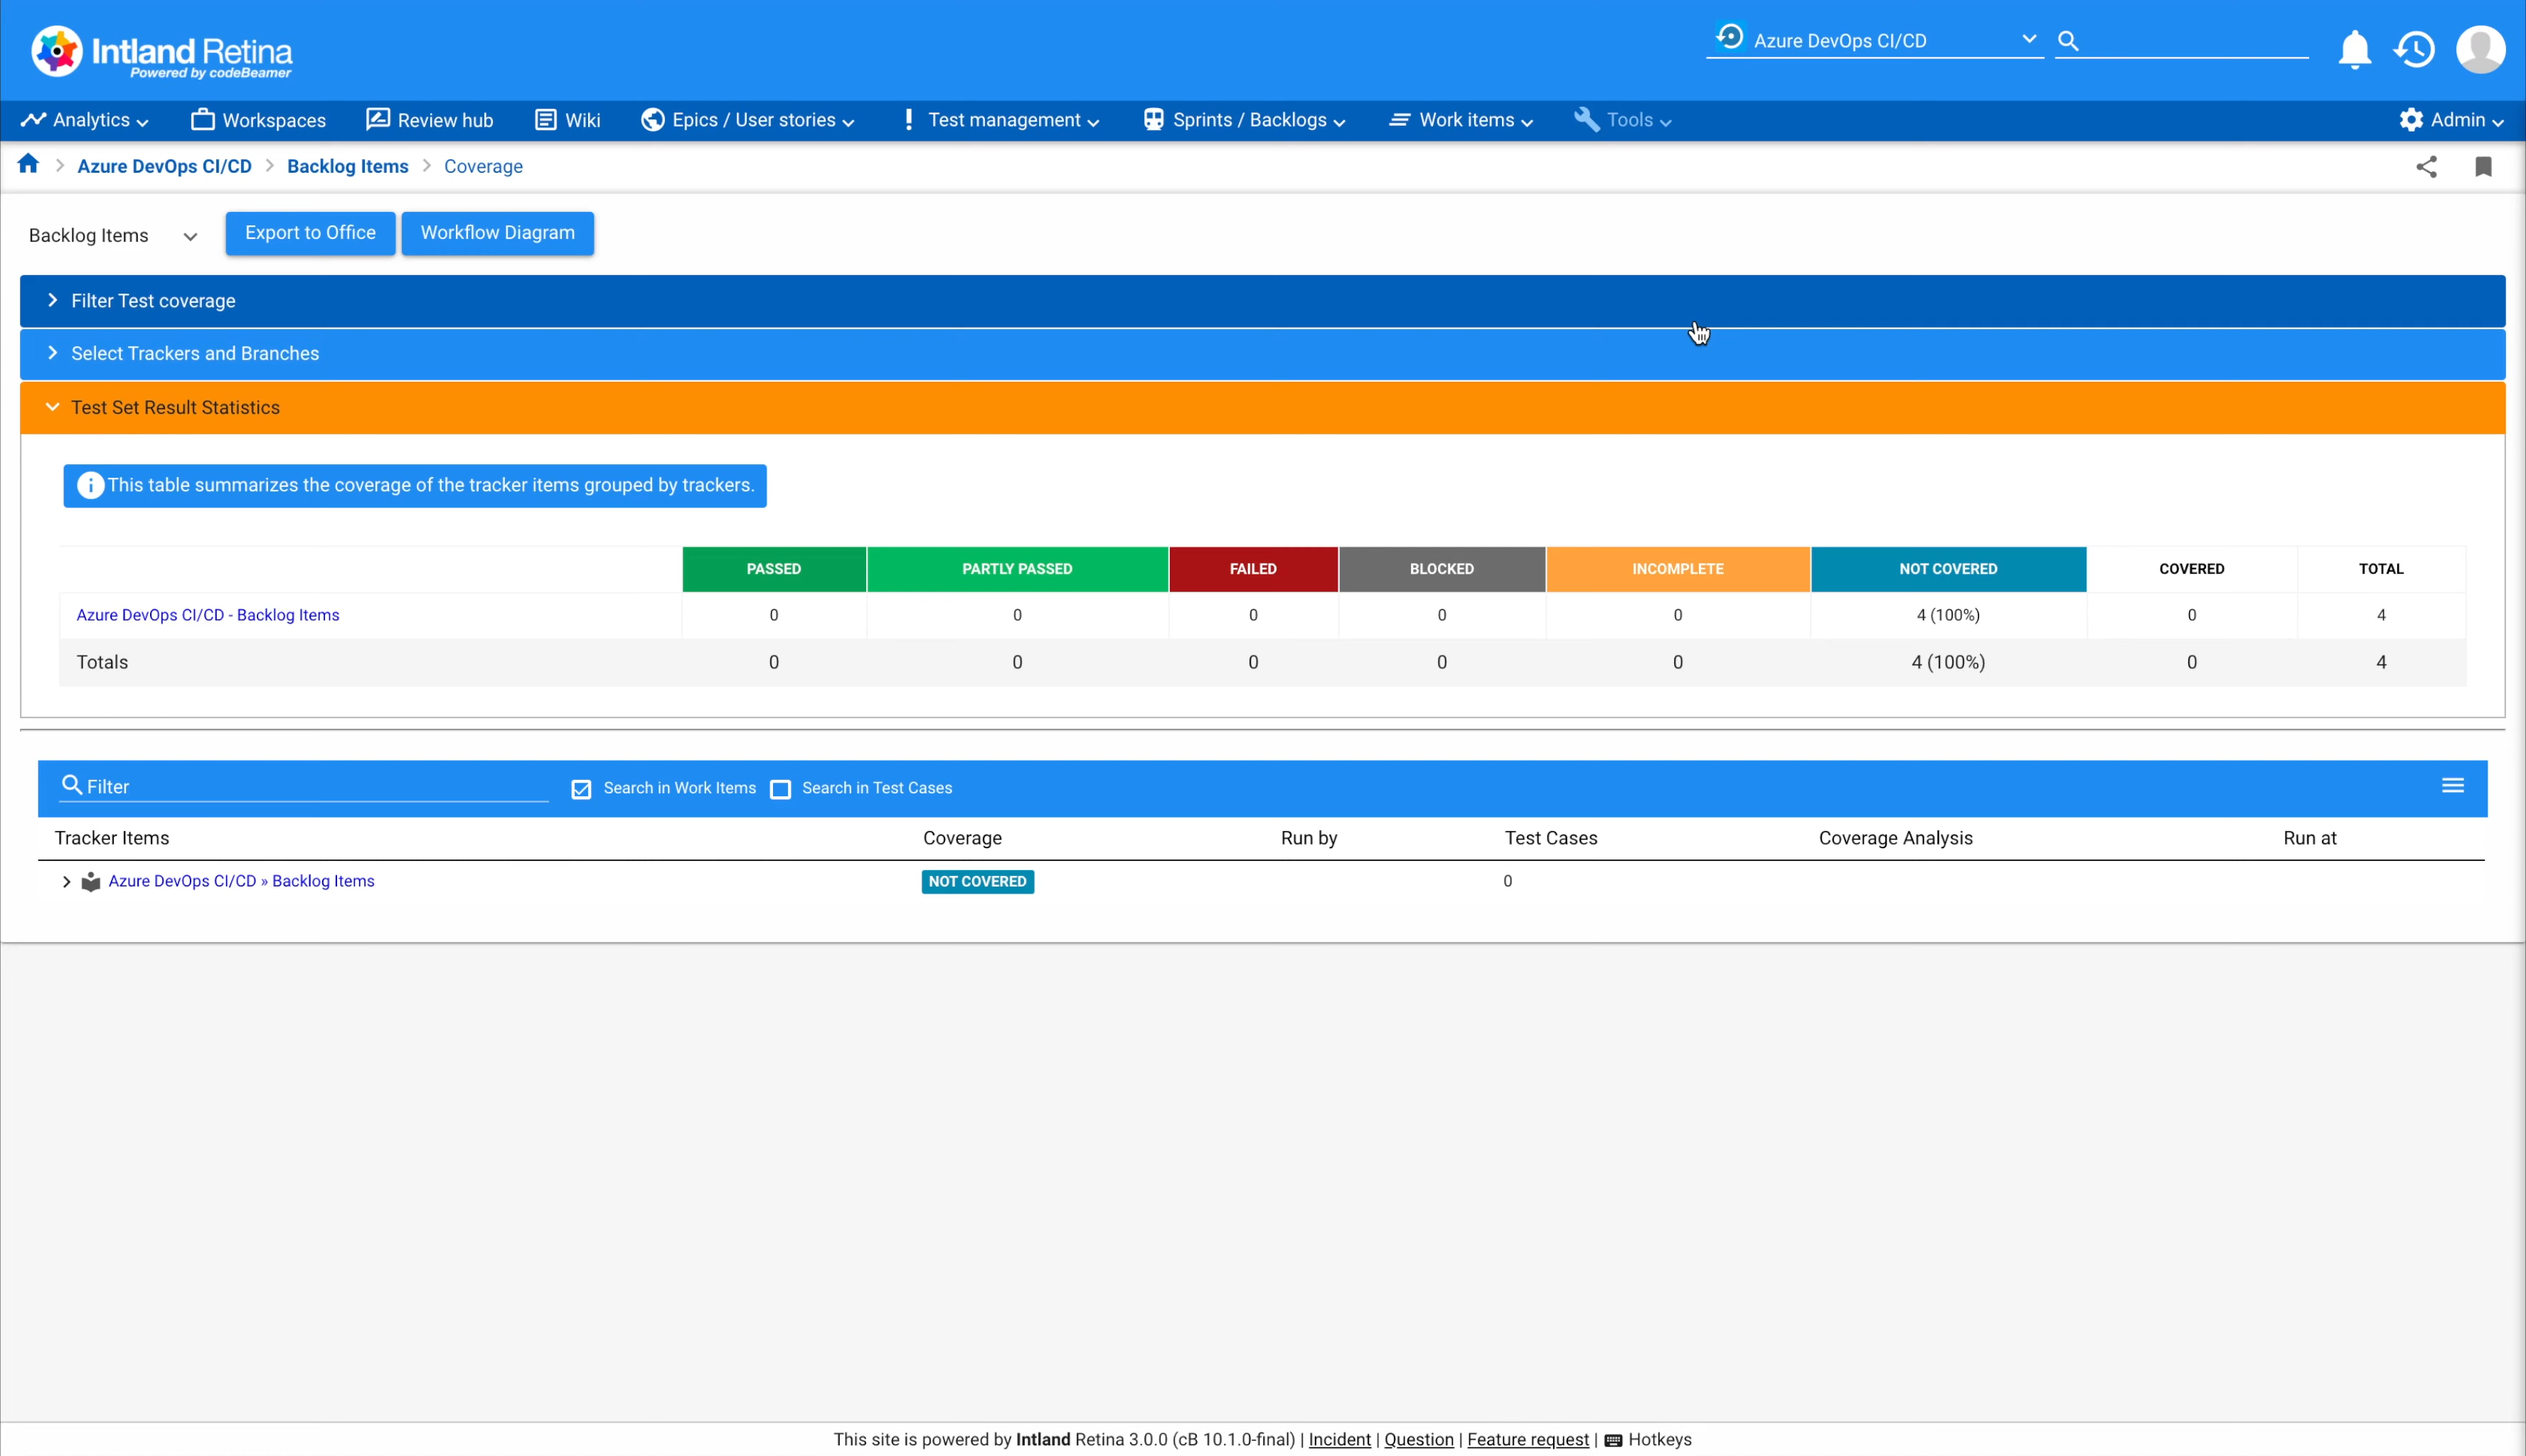 Intland Retina
Powered by codeBeamer
Azure DevOps CI/CD
Analytics Workspaces Review hub Wiki Epics / User stories Test management Sprints / Backlogs Work items Tools Admin
Azure DevOps CI/CD > Backlog Items > Coverage
Backlog Items Export to Office Workflow Diagram
Filter Test coverage
Select Trackers and Branches
Test Set Result Statistics
This table summarizes the coverage of the tracker items grouped by trackers.
PASSED PARTLY PASSED FAILED BLOCKED INCOMPLETE NOT COVERED COVERED TOTAL
Azure DevOps CI/CD - Backlog Items 0 0 0 0 0 4 (100%) 0 4
Totals 0 0 0 0 0 4 (100%) 0 4
Filter Search in Work Items Search in Test Cases
Tracker Items Coverage Run by Test Cases Coverage Analysis Run at
Azure DevOps CI/CD » Backlog Items NOT COVERED 0
This site is powered by Intland Retina 3.0.0 (cB 10.1.0-final) | Incident | Question | Feature request | Hotkeys